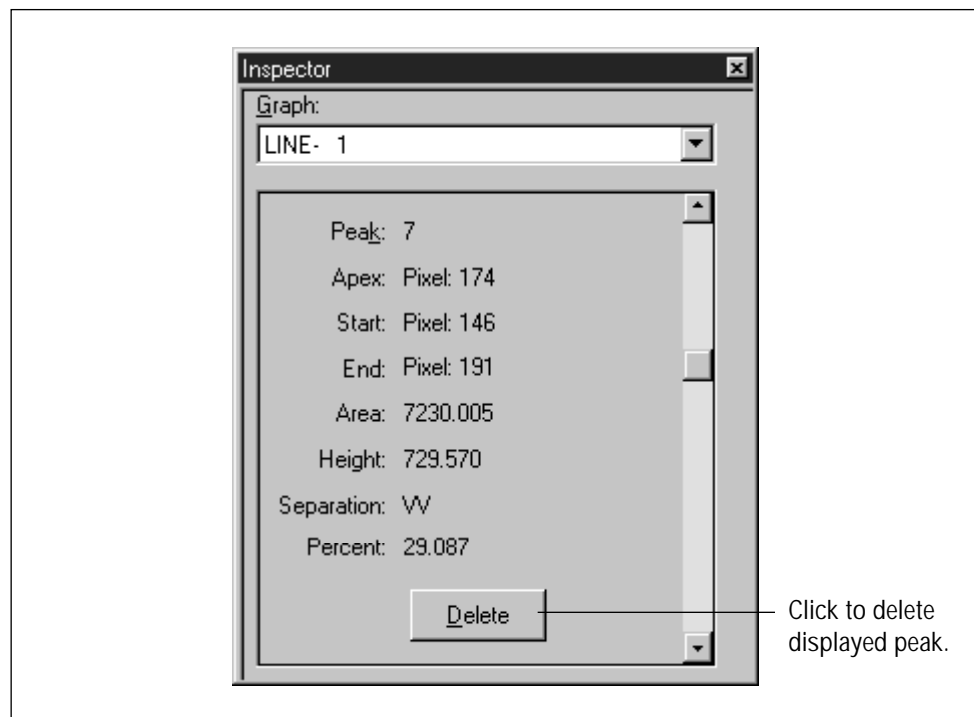 Inspector
Graph:
LINE- 1
Peak: 7
Apex: Pixel: 174
Start: Pixel: 146
End: Pixel: 191
Area: 7230.005
Height: 729.570
Separation: VV
Percent: 29.087
Delete
Click to delete
displayed peak.